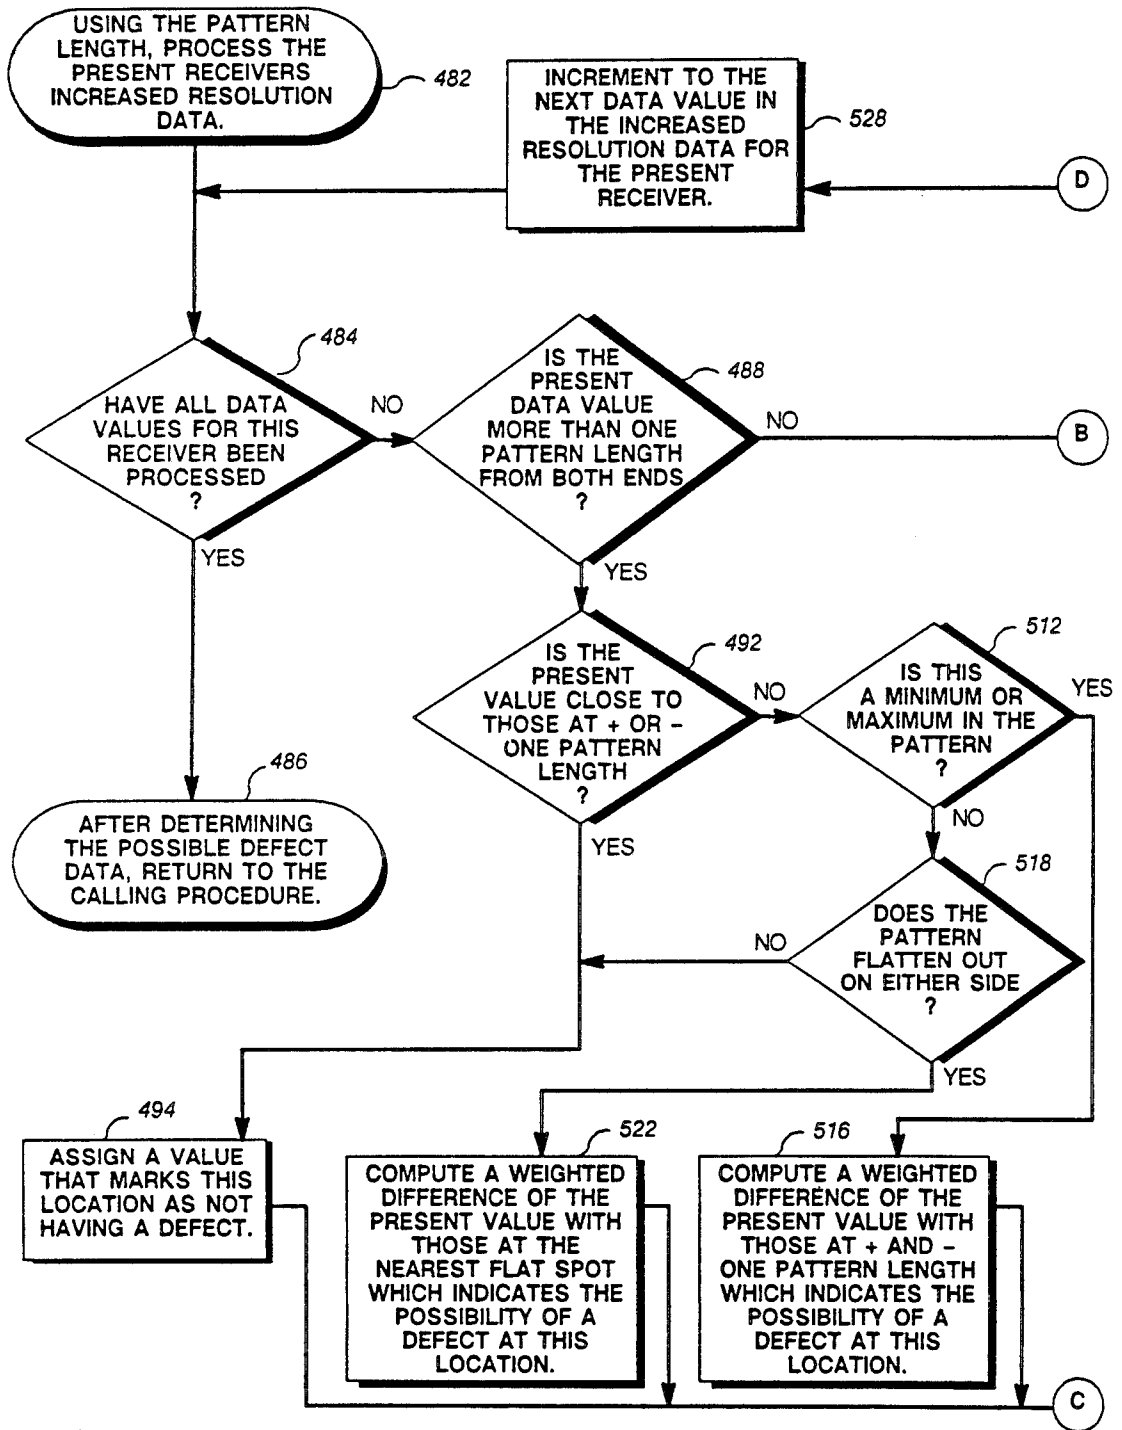 USING THE PATTERN
LENGTH, PROCESS THE
PRESENT RECEIVERS
INCREASED RESOLUTION
DATA.
482
INCREMENT TO THE
NEXT DATA VALUE IN
THE INCREASED
RESOLUTION DATA FOR
THE PRESENT
RECEIVER.
528
D
484
HAVE ALL DATA
VALUES FOR THIS
RECEIVER BEEN
PROCESSED
?
NO
YES
IS THE
PRESENT
DATA VALUE
MORE THAN ONE
PATTERN LENGTH
FROM BOTH ENDS
?
488
NO
B
YES
IS THE
PRESENT
VALUE CLOSE TO
THOSE AT + OR –
ONE PATTERN
LENGTH
?
492
NO
YES
512
IS THIS
A MINIMUM OR
MAXIMUM IN THE
PATTERN
?
YES
NO
486
AFTER DETERMINING
THE POSSIBLE DEFECT
DATA, RETURN TO THE
CALLING PROCEDURE.
518
DOES THE
PATTERN
FLATTEN OUT
ON EITHER SIDE
?
NO
YES
494
ASSIGN A VALUE
THAT MARKS THIS
LOCATION AS NOT
HAVING A DEFECT.
522
COMPUTE A WEIGHTED
DIFFERENCE OF THE
PRESENT VALUE WITH
THOSE AT THE
NEAREST FLAT SPOT
WHICH INDICATES THE
POSSIBILITY OF A
DEFECT AT THIS
LOCATION.
516
COMPUTE A WEIGHTED
DIFFERENCE OF THE
PRESENT VALUE WITH
THOSE AT + AND –
ONE PATTERN LENGTH
WHICH INDICATES THE
POSSIBILITY OF A
DEFECT AT THIS
LOCATION.
C